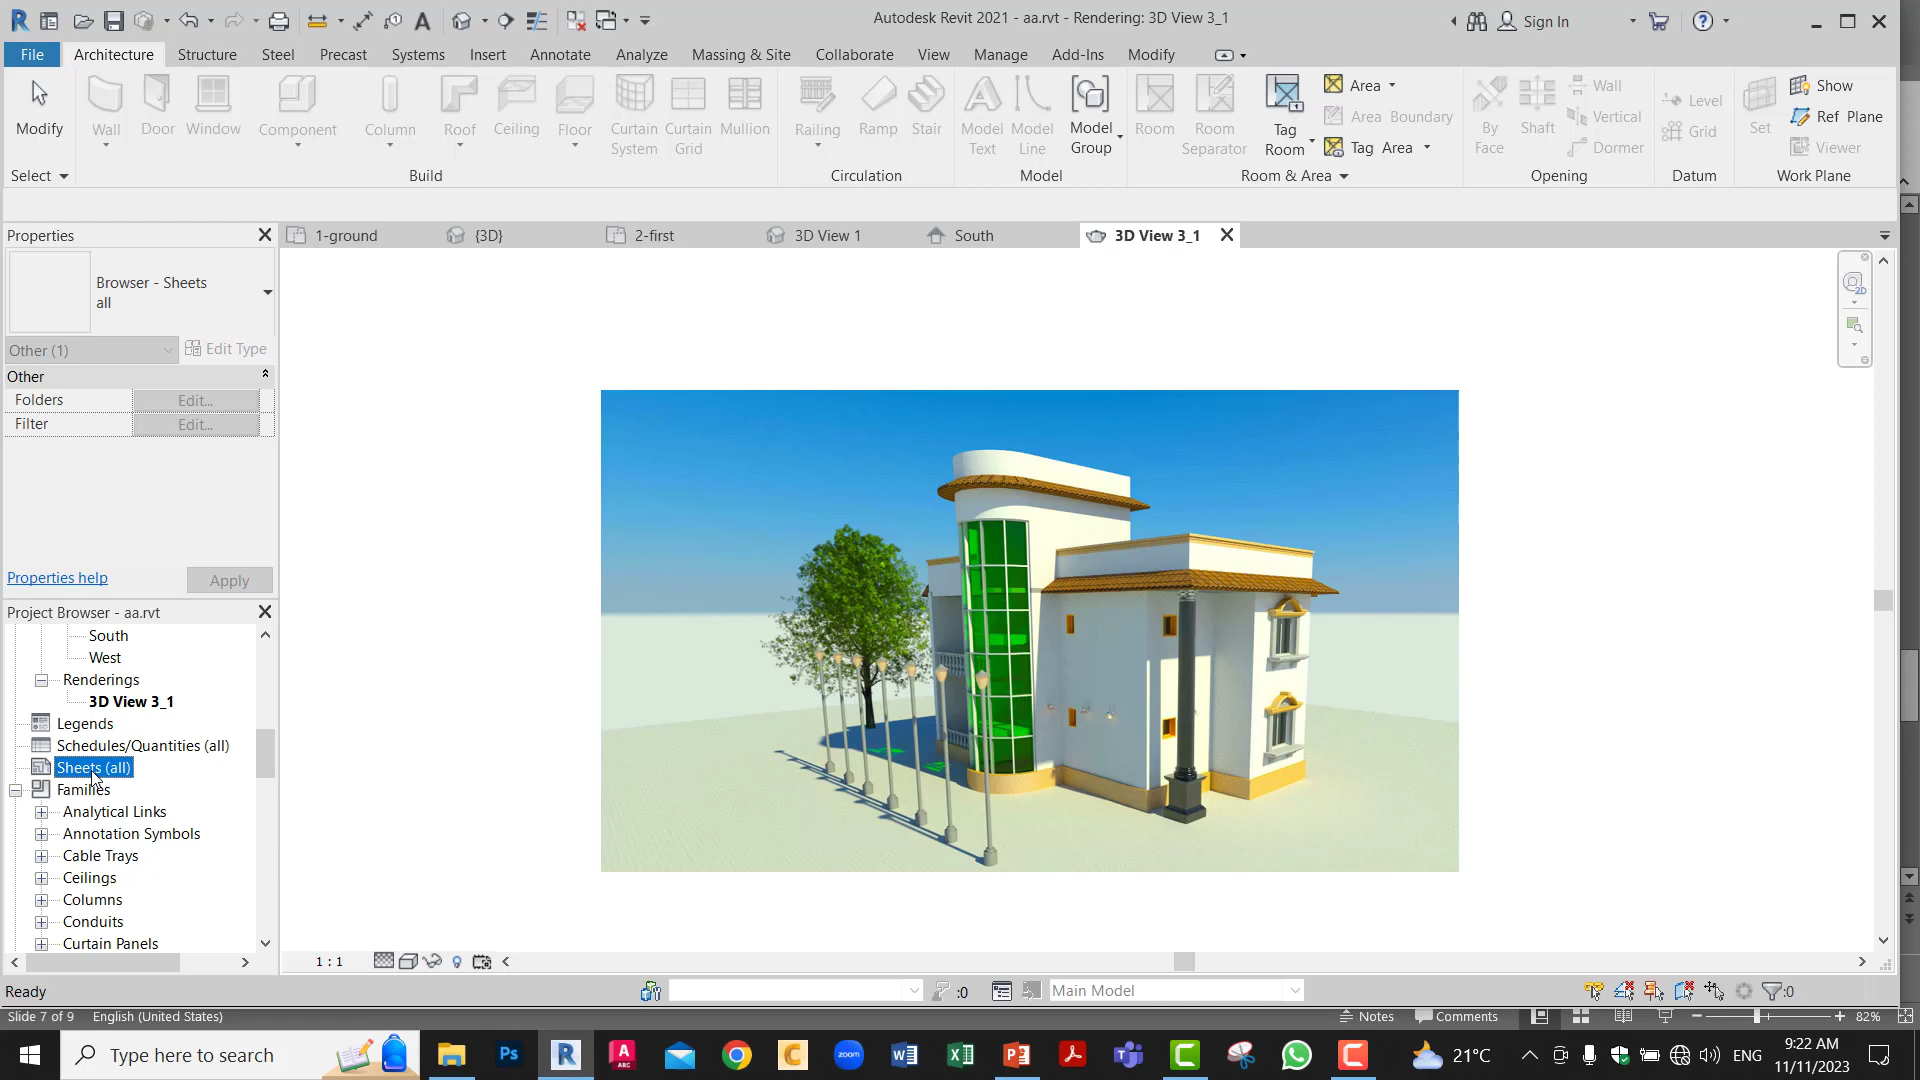 Autodesk Revit 2021 - aa.rvt - Rendering: 3D View 3_1
Sign In
File Architecture Structure Steel Precast Systems Insert Annotate Analyze Massing & Site Collaborate View Manage Add-Ins Modify
Modify
Wall
Door
Window
Component
Column
Roof
Ceiling
Floor
Curtain System
Curtain Grid
Mullion
Railing
Ramp
Stair
Model Text
Model Line
Model Group
Room
Room Separator
Tag Room
Area
Area Boundary
Tag Area
By Face
Shaft
Wall
Vertical
Dormer
Level
Grid
Set
Show
Ref Plane
Viewer
Select
Build
Circulation
Model
Room & Area
Opening
Datum
Work Plane
Properties
1-ground {3D} 2-first 3D View 1 South 3D View 3_1
2D
Browser - Sheets
all
Other (1)
Edit Type
Other
Folders Edit...
Filter Edit...
Properties help
Apply
Project Browser - aa.rvt
South
West
Renderings
3D View 3_1
Legends
Schedules/Quantities (all)
Sheets (all)
Families
Analytical Links
Annotation Symbols
Cable Trays
Ceilings
Columns
Conduits
Curtain Panels
1 : 1
Ready
:0
Main Model
:0
Slide 7 of 9 English (United States)
Notes
Comments
82%
Type here to search
Ps
R
A
ARC
C
zoom
21°C
ENG
9:22 AM
11/11/2023